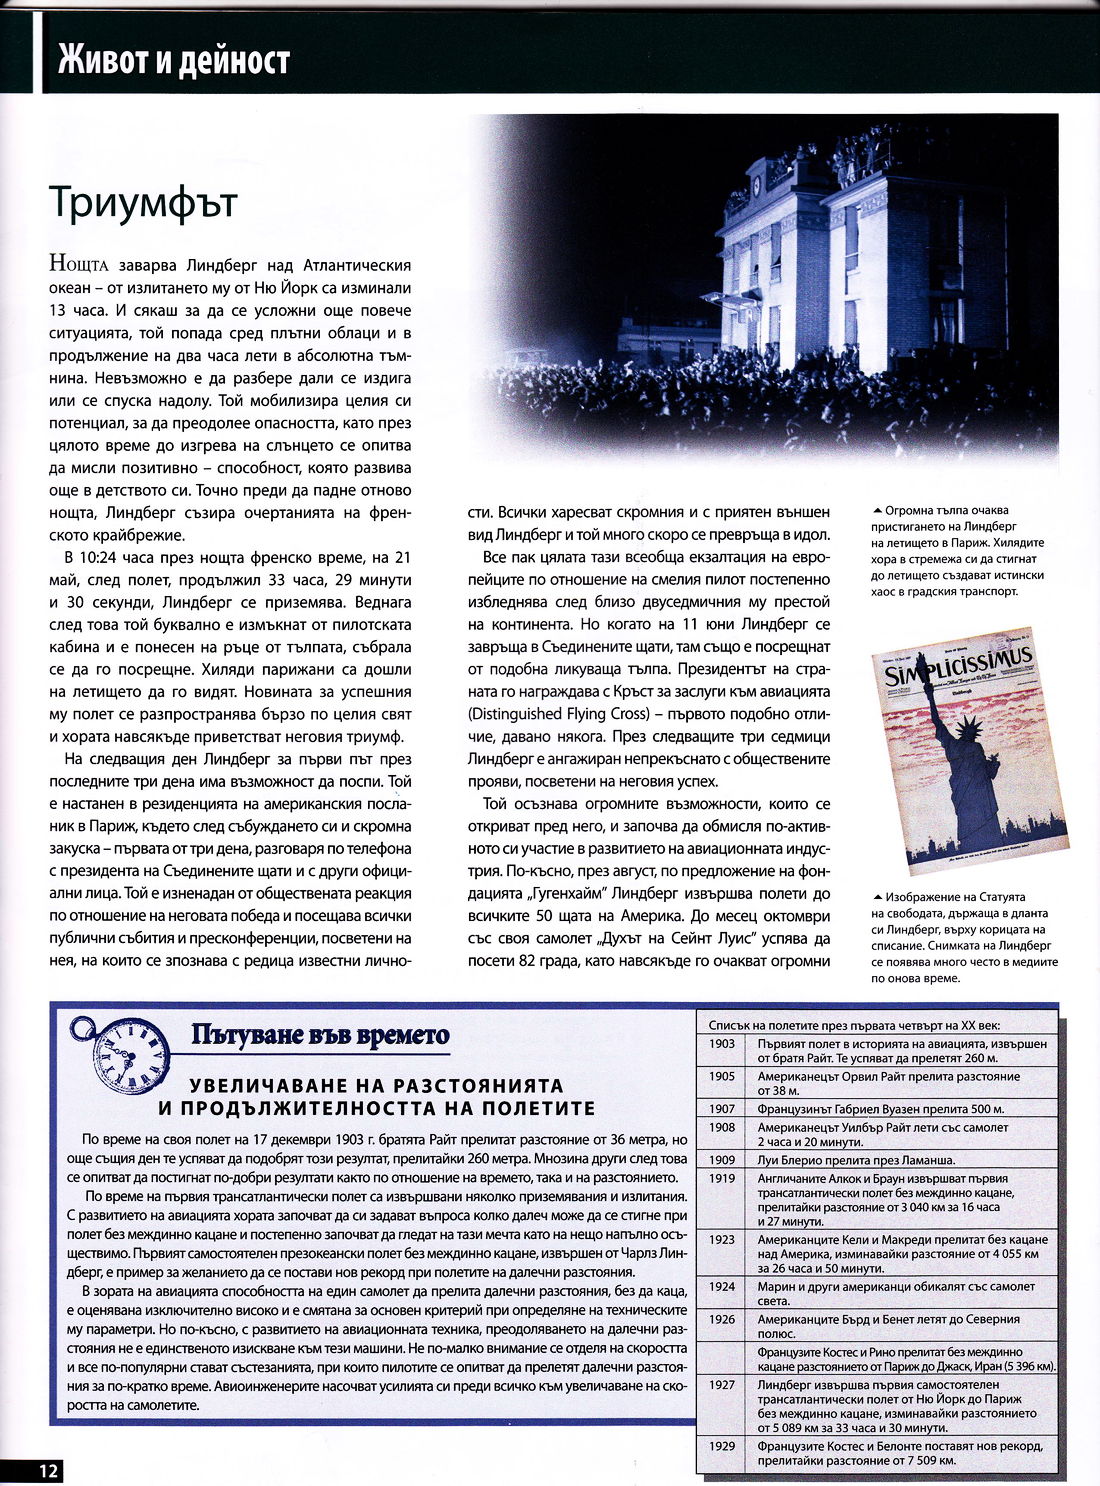 Живот и дейност
Триумфът
Нощта заварва Линдберг над Атлантическия
океан – от излитането му от Ню Йорк са изминали
13 часа. И сякаш за да се усложни още повече
ситуацията, той попада сред плътни облаци и в
продължение на два часа лети в абсолютна тъм-
нина. Невъзможно е да разбере дали се издига
или се спуска надолу. Той мобилизира целия си
потенциал, за да преодолее опасността, като през
цялото време до изгрева на слънцето се опитва
да мисли позитивно – способност, която развива
още в детството си. Точно преди да падне отново
нощта, Линдберг съзира очертанията на френ-
ското крайбрежие.
В 10:24 часа през нощта френско време, на 21
май, след полет, продължил 33 часа, 29 минути
и 30 секунди, Линдберг се приземява. Веднага
след това той буквално е измъкнат от пилотската
кабина и е понесен на ръце от тълпата, събрала
се да го посрещне. Хиляди парижани са дошли
на летището да го видят. Новината за успешния
му полет се разпространява бързо по целия свят
и хората навсякъде приветстват неговия триумф.
На следващия ден Линдберг за първи път през
последните три дена има възможност да поспи. Той
е настанен в резиденцията на американския посла-
ник в Париж, където след събуждането си и скромна
закуска – първата от три дена, разговаря по телефона
с президента на Съединените щати и с други офици-
ални лица. Той е изненадан от обществената реакция
по отношение на неговата победа и посещава всички
публични събития и пресконференции, посветени на
нея, на които се зпознава с редица известни лично-
сти. Всички харесват скромния и с приятен външен
вид Линдберг и той много скоро се превръща в идол.
Все пак цялата тази всеобща екзалтация на евро-
пейците по отношение на смелия пилот постепенно
избледнява след близо двуседмичния му престой
на континента. Но когато на 11 юни Линдберг се
завръща в Съединените щати, там също е посрещнат
от подобна ликуваща тълпа. Президентът на стра-
ната го награждава с Кръст за заслуги към авиацията
(Distinguished Flying Cross) – първото подобно отли-
чие, давано някога. През следващите три седмици
Линдберг е ангажиран непрекъснато с обществените
прояви, посветени на неговия успех.
Той осъзнава огромните възможности, които се
откриват пред него, и започва да обмисля по-актив-
ното си участие в развитието на авиационната индус-
трия. По-късно, през август, по предложение на фон-
дацията „Гугенхайм” Линдберг извършва полети до
всичките 50 щата на Америка. До месец октомври
със своя самолет „Духът на Сейнт Луис” успява да
посети 82 града, като навсякъде го очакват огромни
Огромна тълпа очаква
пристигането на Линдберг
на летището в Париж. Хилядите
хора в стремежа си да стигнат
до летището създават истински
хаос в градския транспорт.
SIMPLICISSIMUS
Изображение на Статуята
на свободата, държаща в дланта
си Линдберг, върху корицата на
списание. Снимката на Линдберг
се появява много често в медиите
по онова време.
Пътуване във времето
УВЕЛИЧАВАНЕ НА РАЗСТОЯНИЯТА
И ПРОДЪЛЖИТЕЛНОСТТА НА ПОЛЕТИТЕ
По време на своя полет на 17 декември 1903 г. братята Райт прелитат разстояние от 36 метра, но
още същия ден те успяват да подобрят този резултат, прелитайки 260 метра. Мнозина други след това
се опитват да постигнат по-добри резултати както по отношение на времето, така и на разстоянието.
По време на първия трансатлантически полет са извършвани няколко приземявания и излитания.
С развитието на авиацията хората започват да си задават въпроса колко далеч може да се стигне при
полет без междинно кацане и постепенно започват да гледат на тази мечта като на нещо напълно осъ-
ществимо. Първият самостоятелен презокеански полет без междинно кацане, извършен от Чарлз Лин-
дберг, е пример за желанието да се постави нов рекорд при полетите на далечни разстояния.
В зората на авиацията способността на един самолет да прелита далечни разстояния, без да каца,
е оценявана изключително високо и е смятана за основен критерий при определяне на техническите
му параметри. Но по-късно, с развитието на авиационната техника, преодоляването на далечни раз-
стояния не е единственото изискване към тези машини. Не по-малко внимание се отделя на скоростта
и все по-популярни стават състезанията, при които пилотите се опитват да прелетят далечни разстоя-
ния за по-кратко време. Авиоинженерите насочват усилията си преди всичко към увеличаване на ско-
ростта на самолетите.
Списък на полетите през първата четвърт на XX век:
1903 Първият полет в историята на авиацията, извършен
от братя Райт. Те успяват да прелетят 260 м.
1905 Американецът Орвил Райт прелита разстояние
от 38 м.
1907 Французинът Габриел Вуазен прелита 500 м.
1908 Американецът Уилбър Райт лети със самолет
2 часа и 20 минути.
1909 Луи Блерио прелита през Ламанша.
1919 Англичаните Алкок и Браун извършват първия
трансатлантически полет без междинно кацане,
прелитайки разстояние от 3 040 км за 16 часа
и 27 минути.
1923 Американците Кели и Макреди прелитат без кацане
над Америка, изминавайки разстояние от 4 055 км
за 26 часа и 50 минути.
1924 Марин и други американци обикалят със самолет
света.
1926 Американците Бърд и Бенет летят до Северния
полюс.
Французите Костес и Рино прелитат без междинно
кацане разстоянието от Париж до Джаск, Иран (5 396 км).
1927 Линдберг извършва първия самостоятелен
трансатлантически полет от Ню Йорк до Париж
без междинно кацане, изминавайки разстоянието
от 5 089 км за 33 часа и 30 минути.
1929 Французите Костес и Белонте поставят нов рекорд,
прелитайки разстояние от 7 509 км.
12